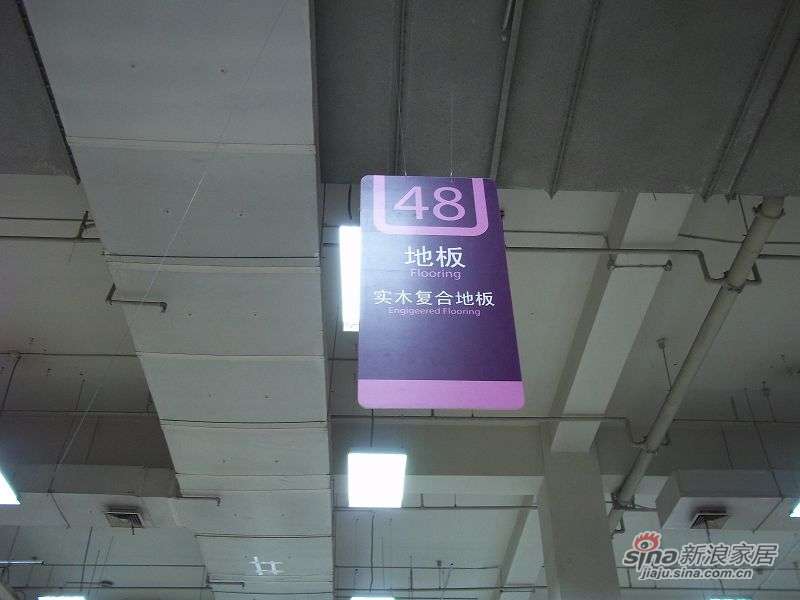 48
地板
Flooring
实木复合地板
Engigeered Flooring
sina新浪家居
jiaju.sina.com.cn